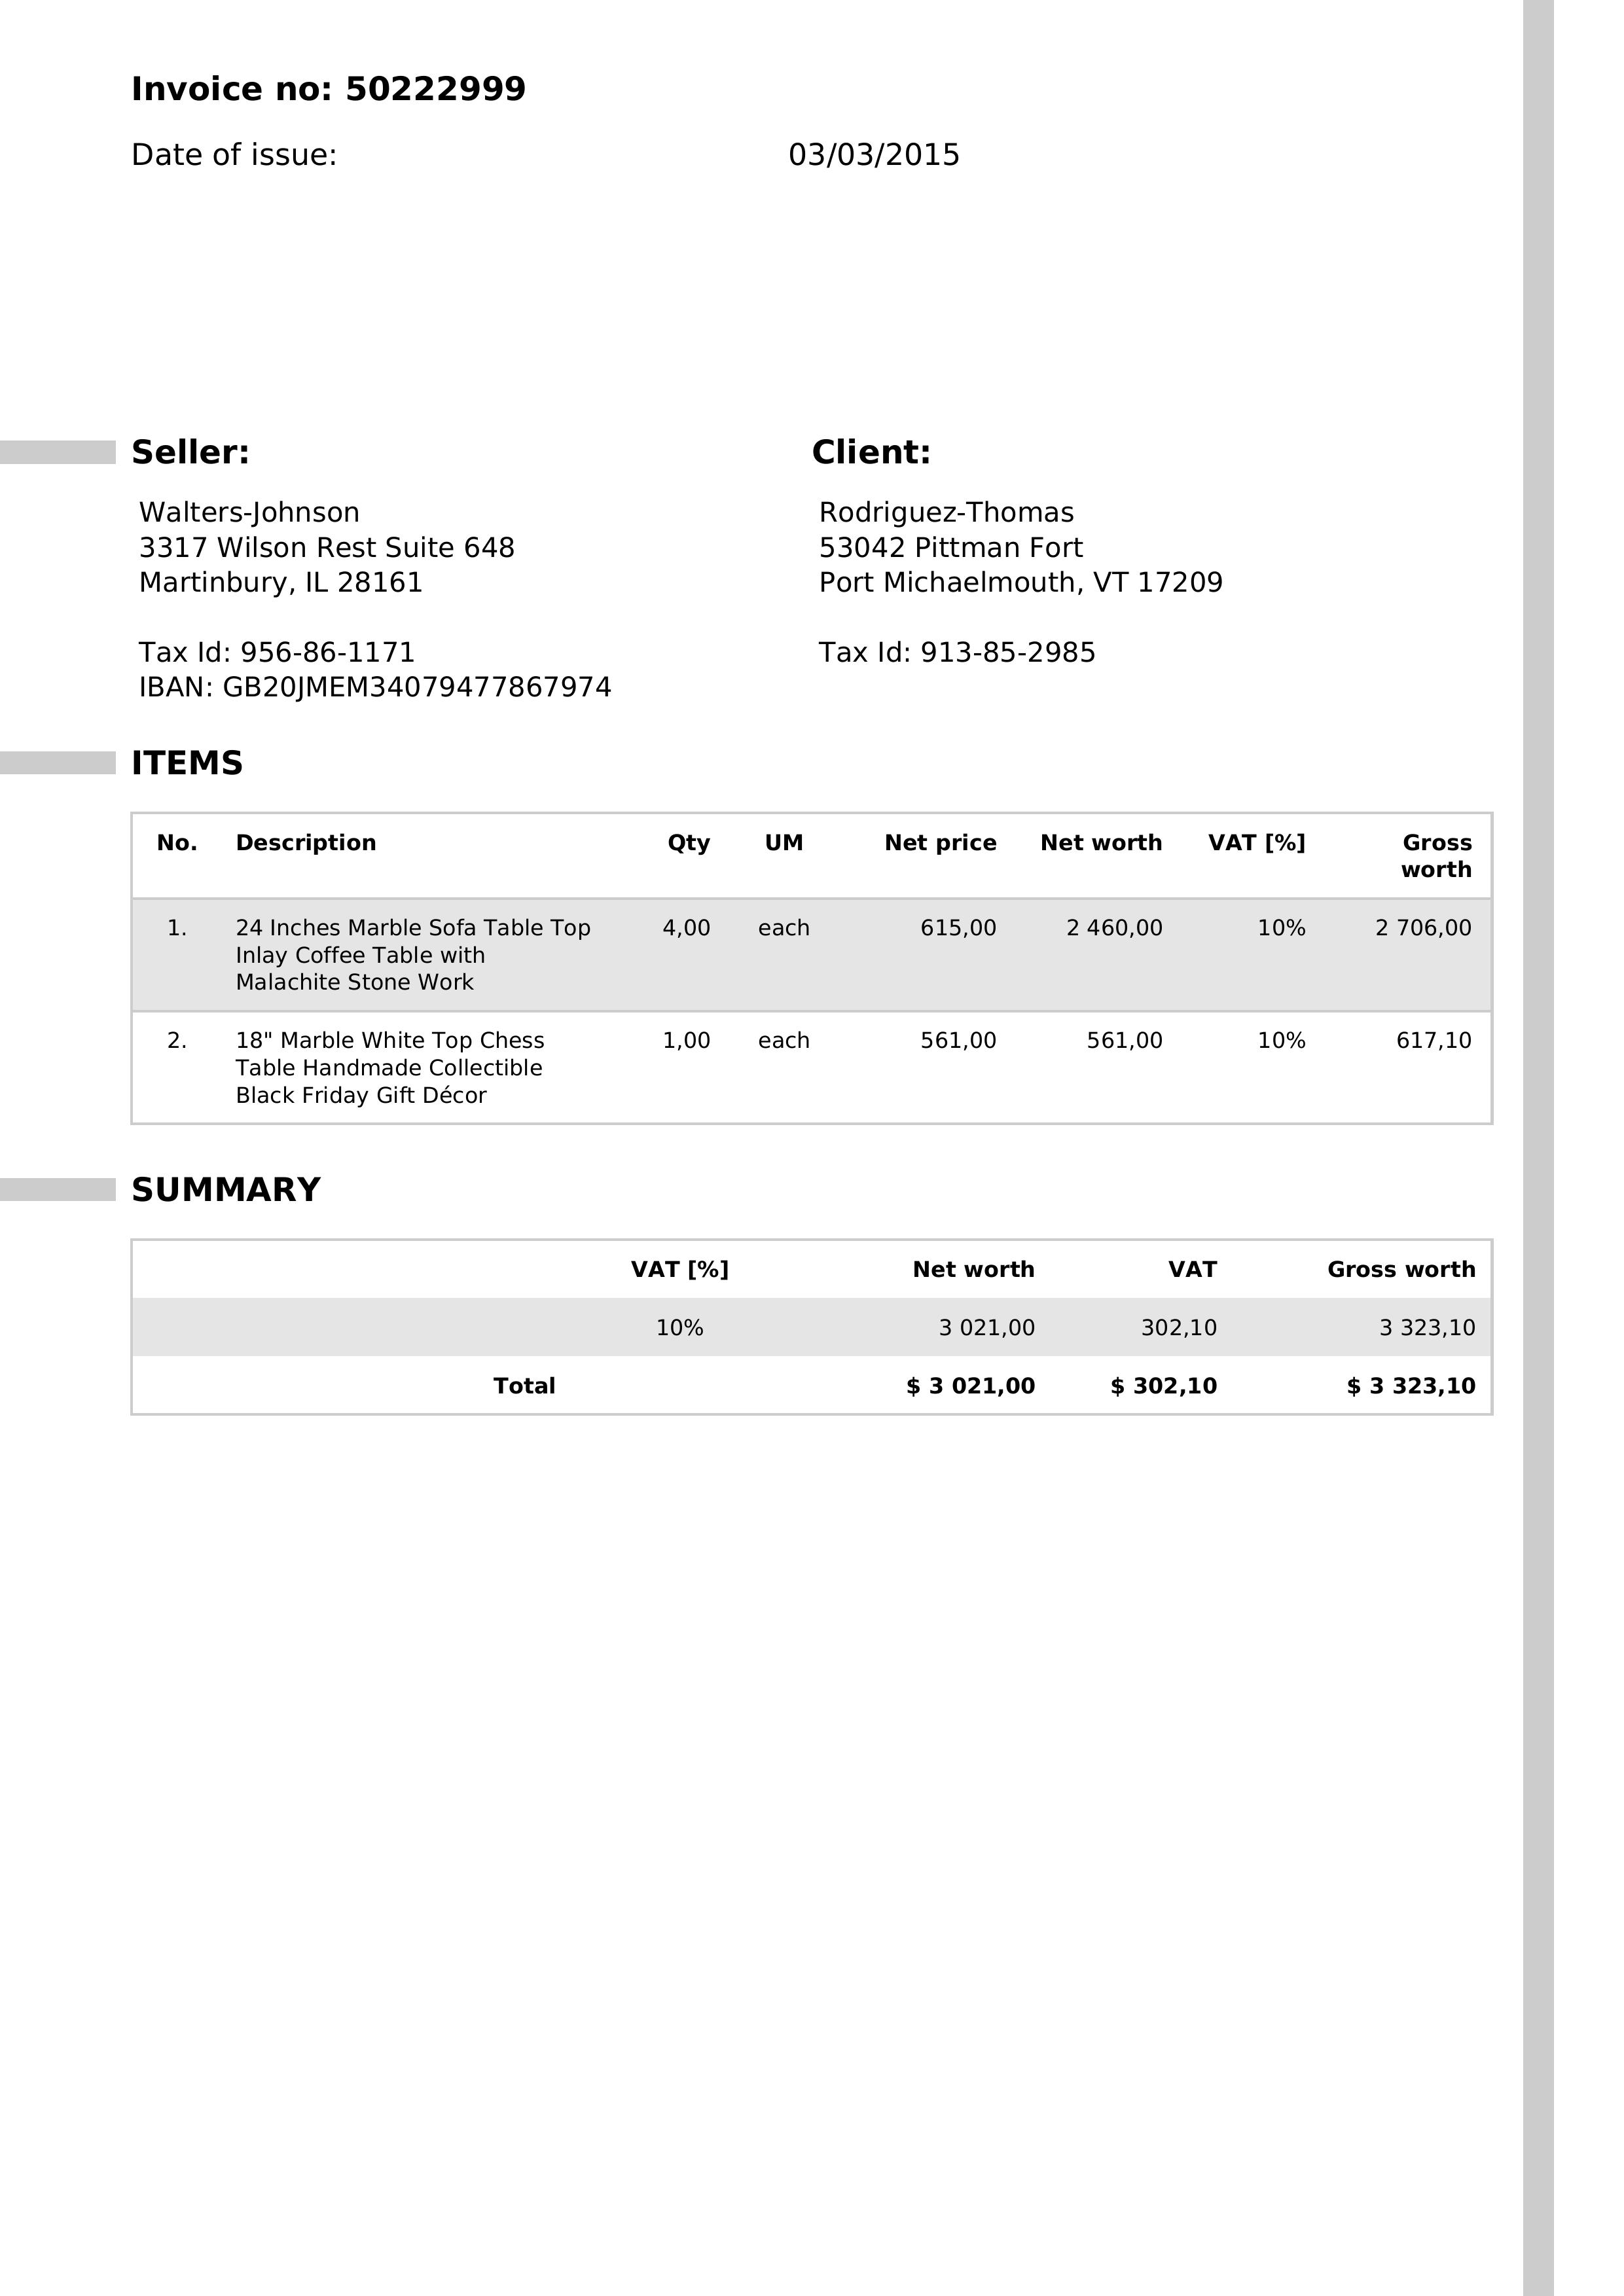 Invoice no: 50222999
Date of issue: 03/03/2015
Seller:
Walters-Johnson
3317 Wilson Rest Suite 648
Martinbury, IL 28161
Tax Id: 956-86-1171
IBAN: GB20JMEM34079477867974
Client:
Rodriguez-Thomas
53042 Pittman Fort
Port Michaelmouth, VT 17209
Tax Id: 913-85-2985
ITEMS
No. Description Qty UM Net price Net worth VAT [%] Gross
worth
1. 24 Inches Marble Sofa Table Top 4,00 each 615,00 2 460,00 10% 2 706,00
Inlay Coffee Table with
Malachite Stone Work
2. 18" Marble White Top Chess 1,00 each 561,00 561,00 10% 617,10
Table Handmade Collectible
Black Friday Gift Décor
SUMMARY
VAT [%] Net worth VAT Gross worth
10% 3 021,00 302,10 3 323,10
Total $ 3 021,00 $ 302,10 $ 3 323,10